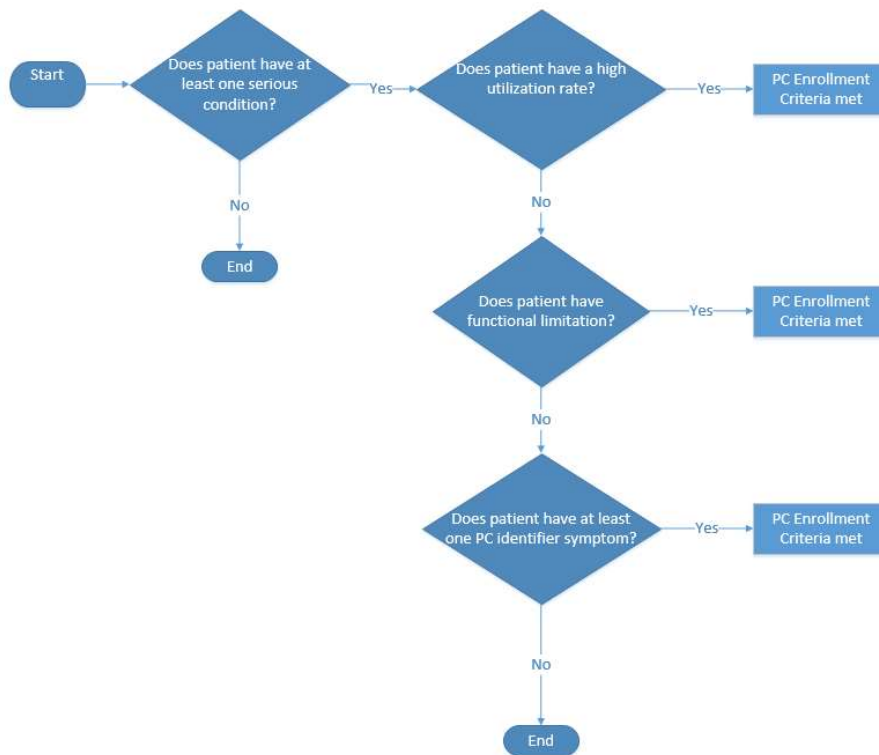 Start
Does patient have at
least one serious
condition?
Yes
Does patient have a high
utilization rate?
Yes
PC Enrollment
Criteria met
No
End
No
Does patient have
functional limitation?
Yes
PC Enrollment
Criteria met
No
Does patient have at least
one PC identifier symptom?
Yes
PC Enrollment
Criteria met
No
End